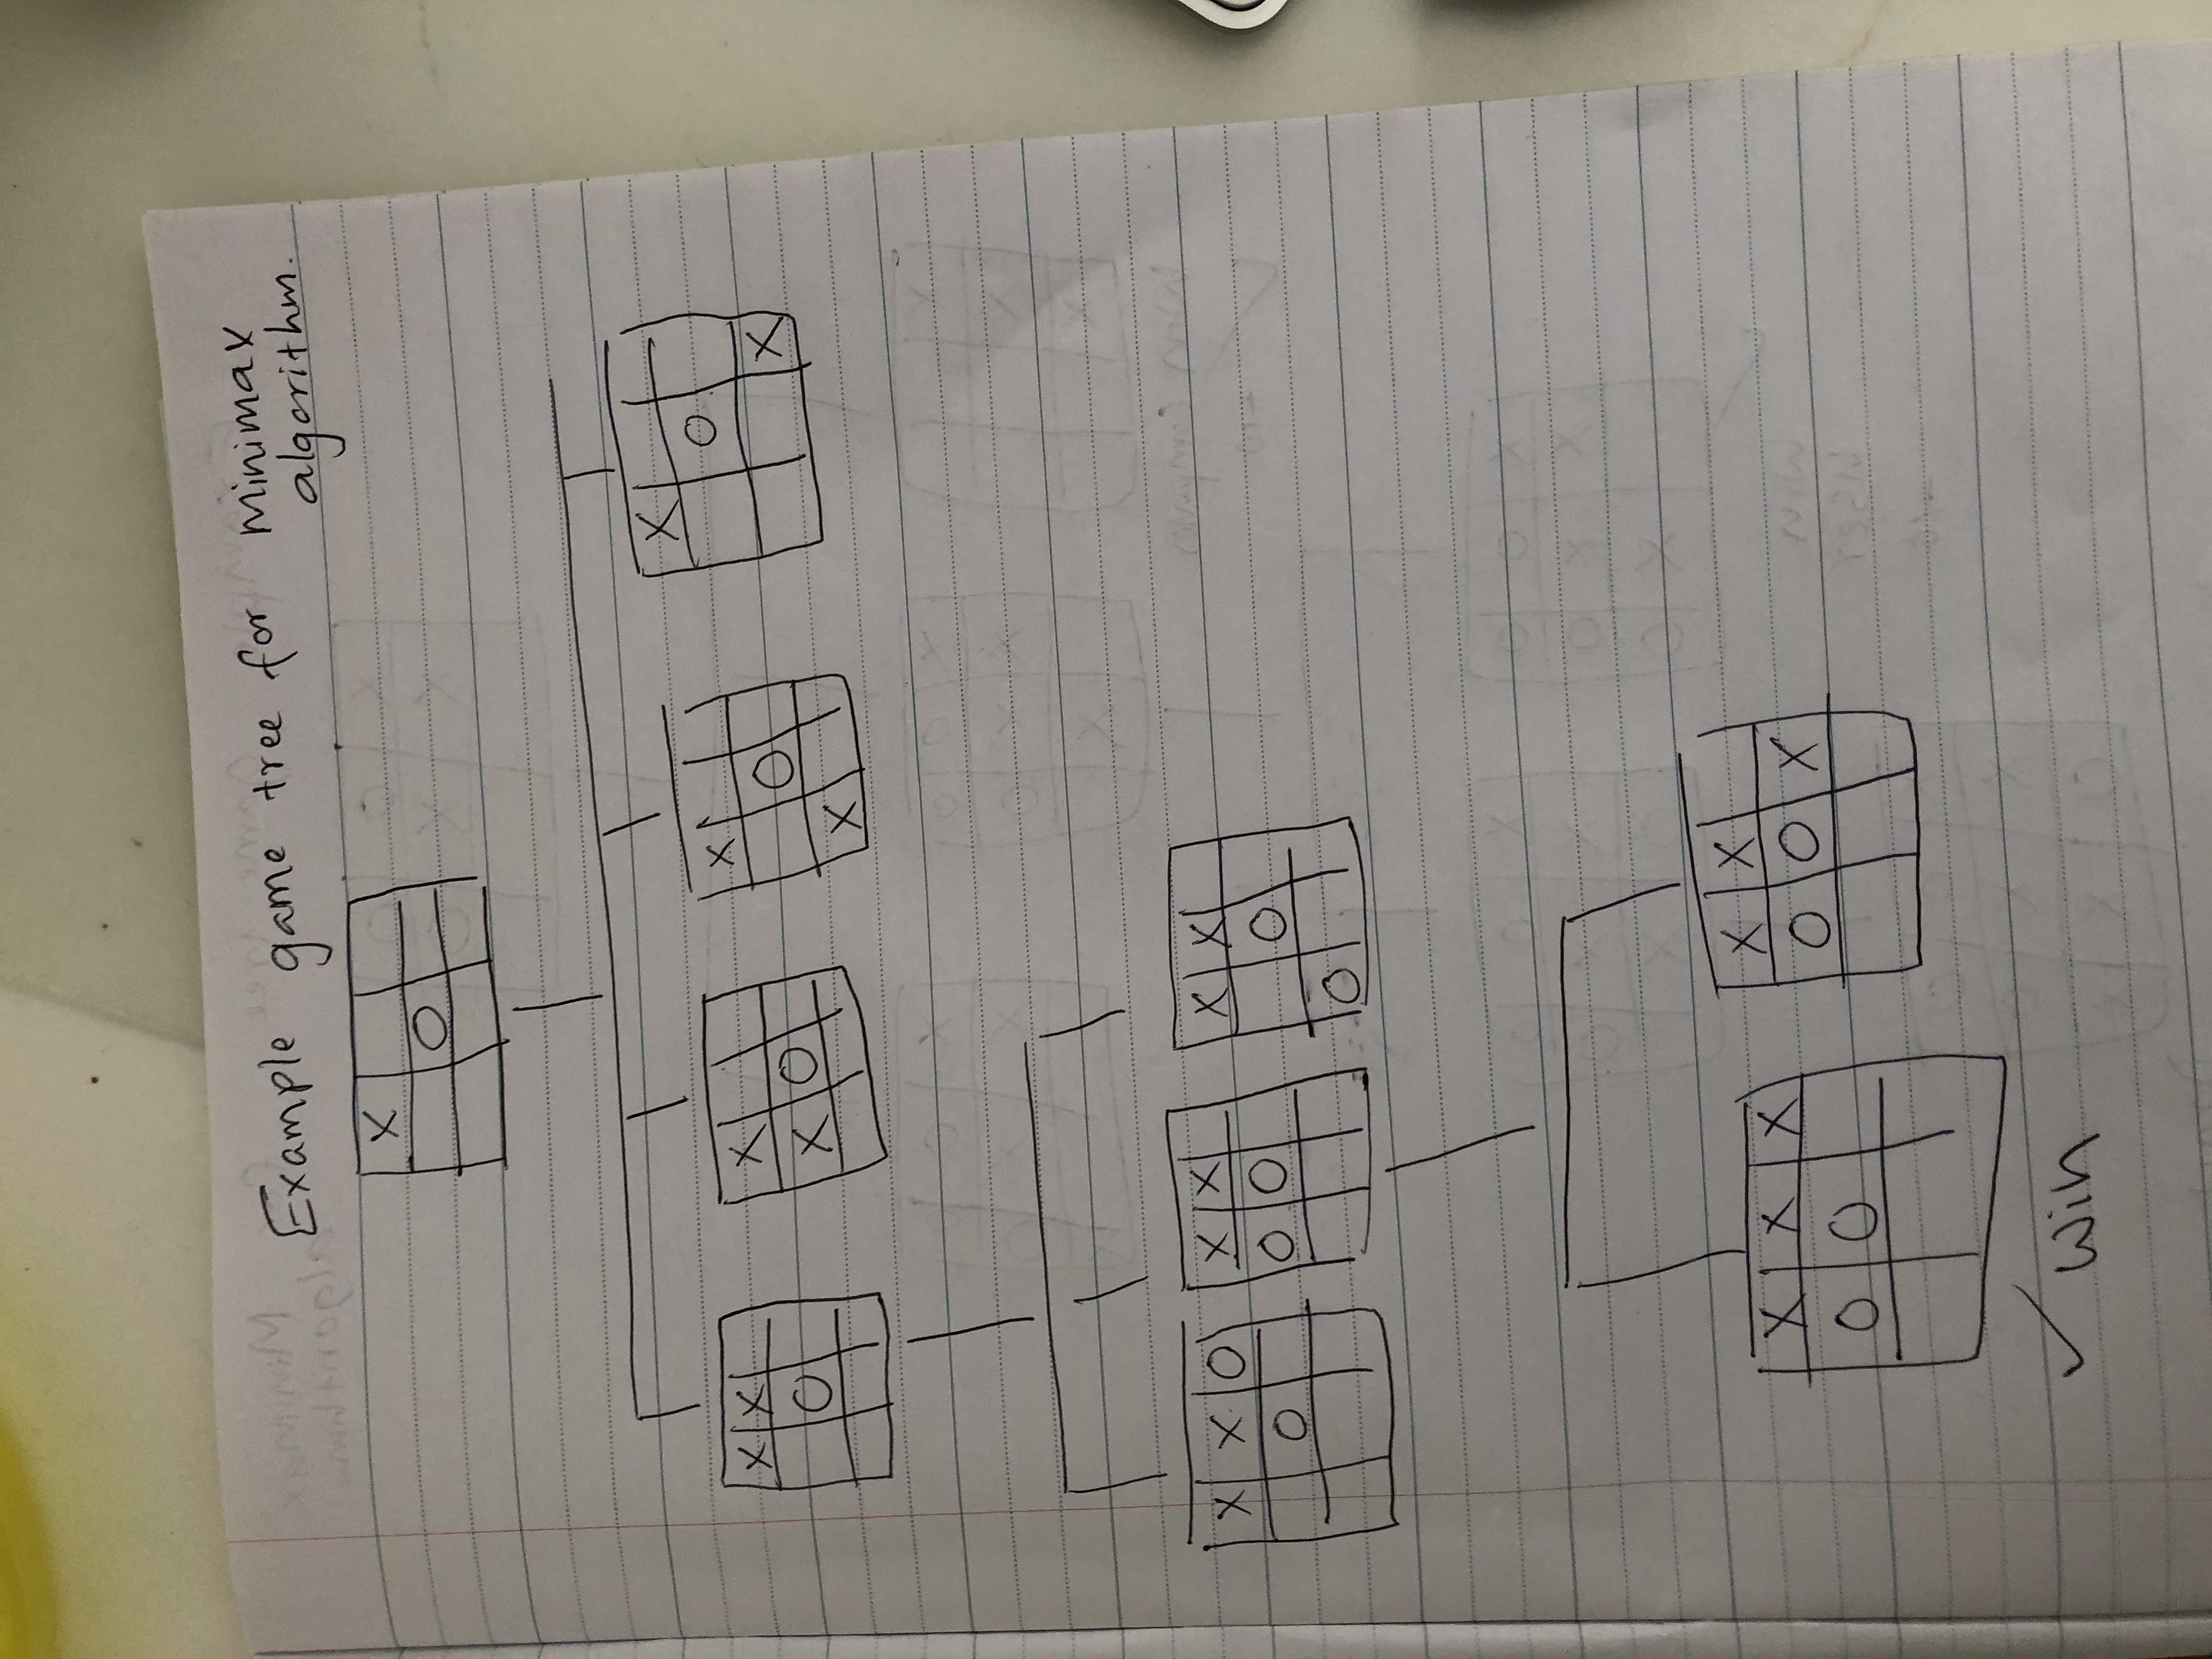 Example game tree for Minimax
algorithm.
X
O
X X
O
X
X O
X
O
X
X
O
X
X X O
O
X X
O O
X X
O
O
X X X
O O
X X
O O X
✓ Win